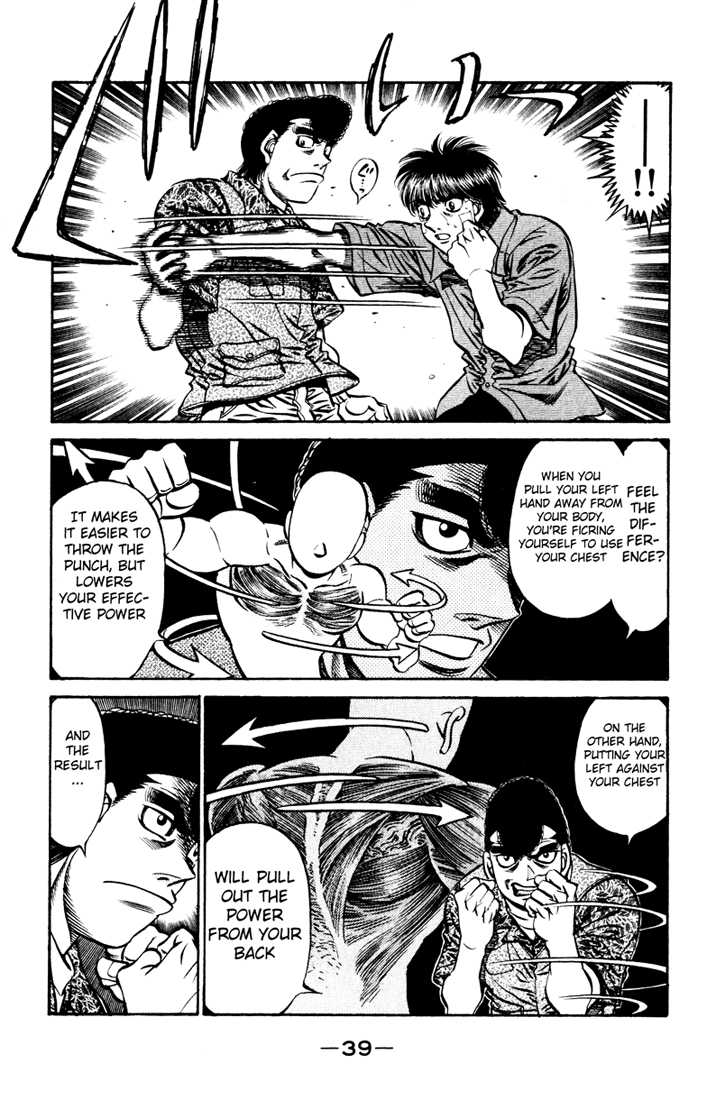 !!
FEEL
THE
DIF-
FER-
ENCE?
WHEN YOU
PULL YOUR LEFT
HAND AWAY FROM
YOUR BODY,
YOU'RE FICRING
YOURSELF TO USE
YOUR CHEST
IT MAKES
IT EASIER TO
THROW THE
PUNCH, BUT
LOWERS
YOUR EFFEC-
TIVE POWER
ON THE
OTHER HAND,
PUTTING YOUR
LEFT AGAINST
YOUR CHEST
WILL PULL
OUT THE
POWER
FROM YOUR
BACK
AND
THE
RESULT
...
—39—